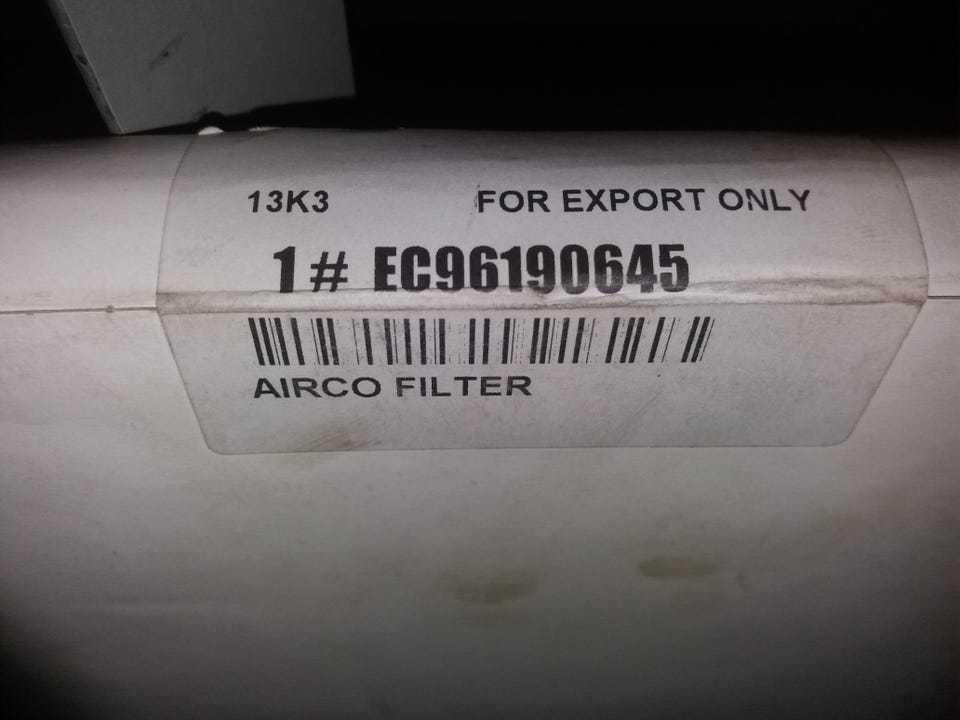 13K3 FOR EXPORT ONLY
1# EC96190645
AIRCO FILTER